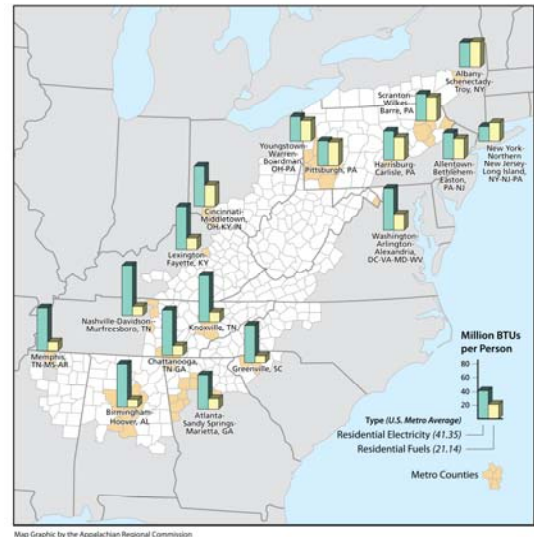 Albany-
Schenectady-
Troy, NY
Scranton-
Wilkes-
Barre, PA
Youngstown-
Warren-
Boardman,
OH-PA
Pittsburgh, PA
Harrisburg-
Carlisle, PA
Allentown-
Bethlehem-
Easton,
PA-NJ
New York-
Northern
New Jersey-
Long Island,
NY-NJ-PA
Cincinnati-
Middletown,
OH-KY-IN
Washington-
Arlington-
Alexandria,
DC-VA-MD-WV
Lexington-
Fayette, KY
Nashville-Davidson-
Murfreesboro, TN
Knoxville, TN
Memphis,
TN-MS-AR
Chattanooga,
TN-GA
Greenville, SC
Birmingham-
Hoover, AL
Atlanta-
Sandy Springs-
Marietta, GA
Million BTUs
per Person
80
60
40
20
Type (U.S. Metro Average)
Residential Electricity (41.35)
Residential Fuels (21.14)
Metro Counties
Map Graphic by the Appalachian Regional Commission